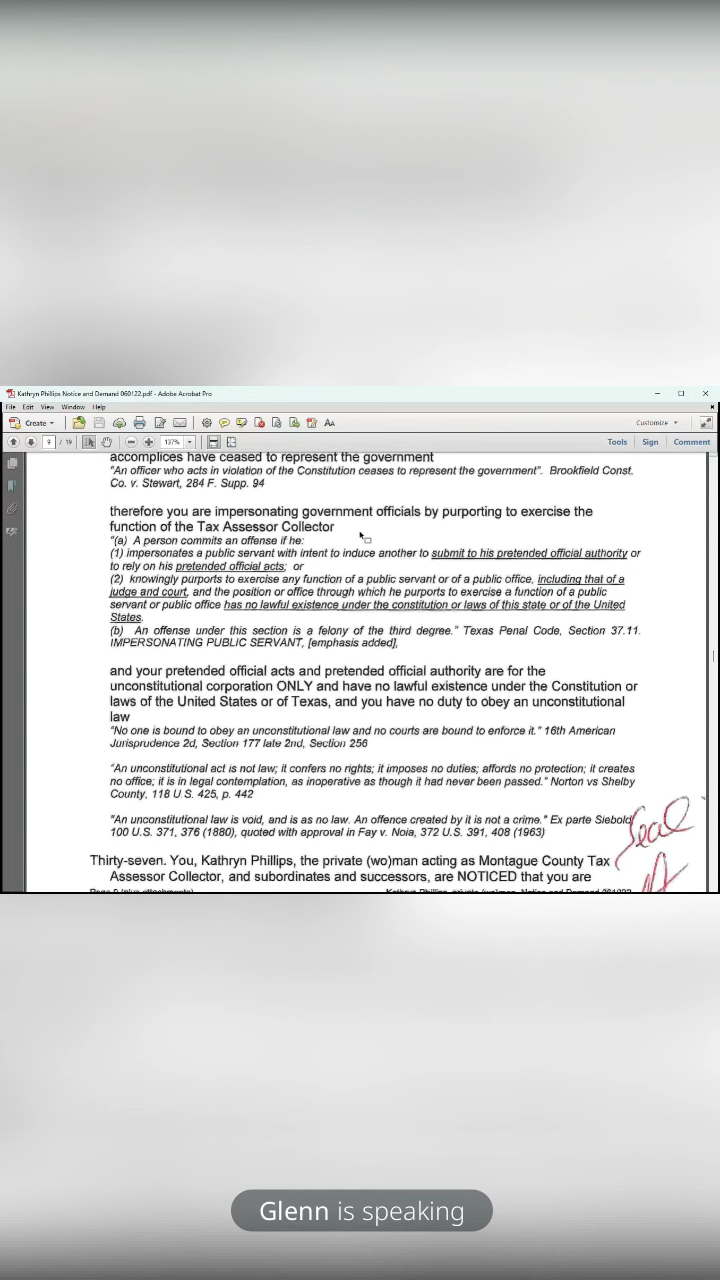 Kathryn Phillips Notice and Demand 060122.pdf - Adobe Acrobat Pro
File Edit View Window Help
Create
Customize
9 / 19
137%
Tools Sign Comment
accomplices have ceased to represent the government
"An officer who acts in violation of the Constitution ceases to represent the government". Brookfield Const.
Co. v. Stewart, 284 F. Supp. 94
therefore you are impersonating government officials by purporting to exercise the
function of the Tax Assessor Collector
"(a) A person commits an offense if he:
(1) impersonates a public servant with intent to induce another to submit to his pretended official authority or
to rely on his pretended official acts; or
(2) knowingly purports to exercise any function of a public servant or of a public office, including that of a
judge and court, and the position or office through which he purports to exercise a function of a public
servant or public office has no lawful existence under the constitution or laws of this state or of the United
States.
(b) An offense under this section is a felony of the third degree." Texas Penal Code, Section 37.11.
IMPERSONATING PUBLIC SERVANT, [emphasis added],
and your pretended official acts and pretended official authority are for the
unconstitutional corporation ONLY and have no lawful existence under the Constitution or
laws of the United States or of Texas, and you have no duty to obey an unconstitutional
law
"No one is bound to obey an unconstitutional law and no courts are bound to enforce it." 16th American
Jurisprudence 2d, Section 177 late 2nd, Section 256
"An unconstitutional act is not law; it confers no rights; it imposes no duties; affords no protection; it creates
no office; it is in legal contemplation, as inoperative as though it had never been passed." Norton vs Shelby
County, 118 U.S. 425, p. 442
"An unconstitutional law is void, and is as no law. An offence created by it is not a crime." Ex parte Siebold,
100 U.S. 371, 376 (1880), quoted with approval in Fay v. Noia, 372 U.S. 391, 408 (1963)
Seal
Thirty-seven. You, Kathryn Phillips, the private (wo)man acting as Montague County Tax
Assessor Collector, and subordinates and successors, are NOTICED that you are
Glenn is speaking